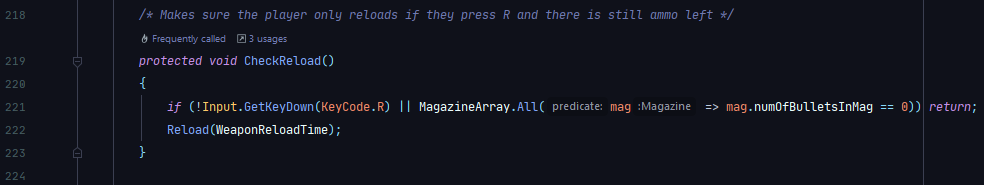 218 /* Makes sure the player only reloads if they press R and there is still ammo left */
Frequently called 3 usages
219 protected void CheckReload()
220 {
221 if (!Input.GetKeyDown(KeyCode.R) || MagazineArray.All( predicate: mag :Magazine => mag.numOfBulletsInMag == 0)) return;
222 Reload(WeaponReloadTime);
223 }
224